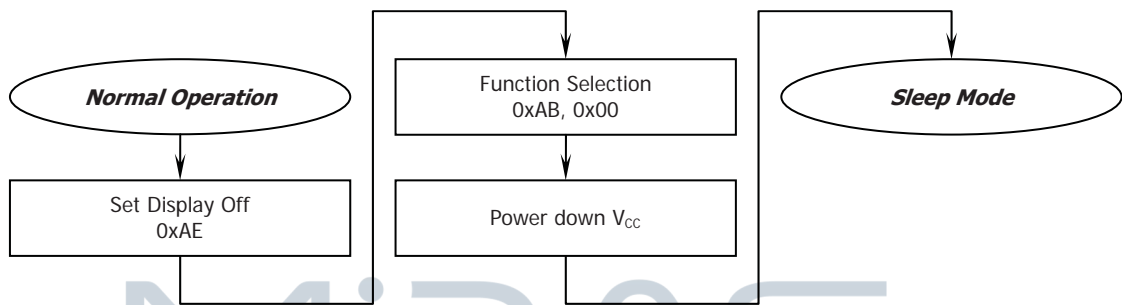 Normal Operation
Set Display Off
0xAE
Function Selection
0xAB, 0x00
Power down VCC
Sleep Mode